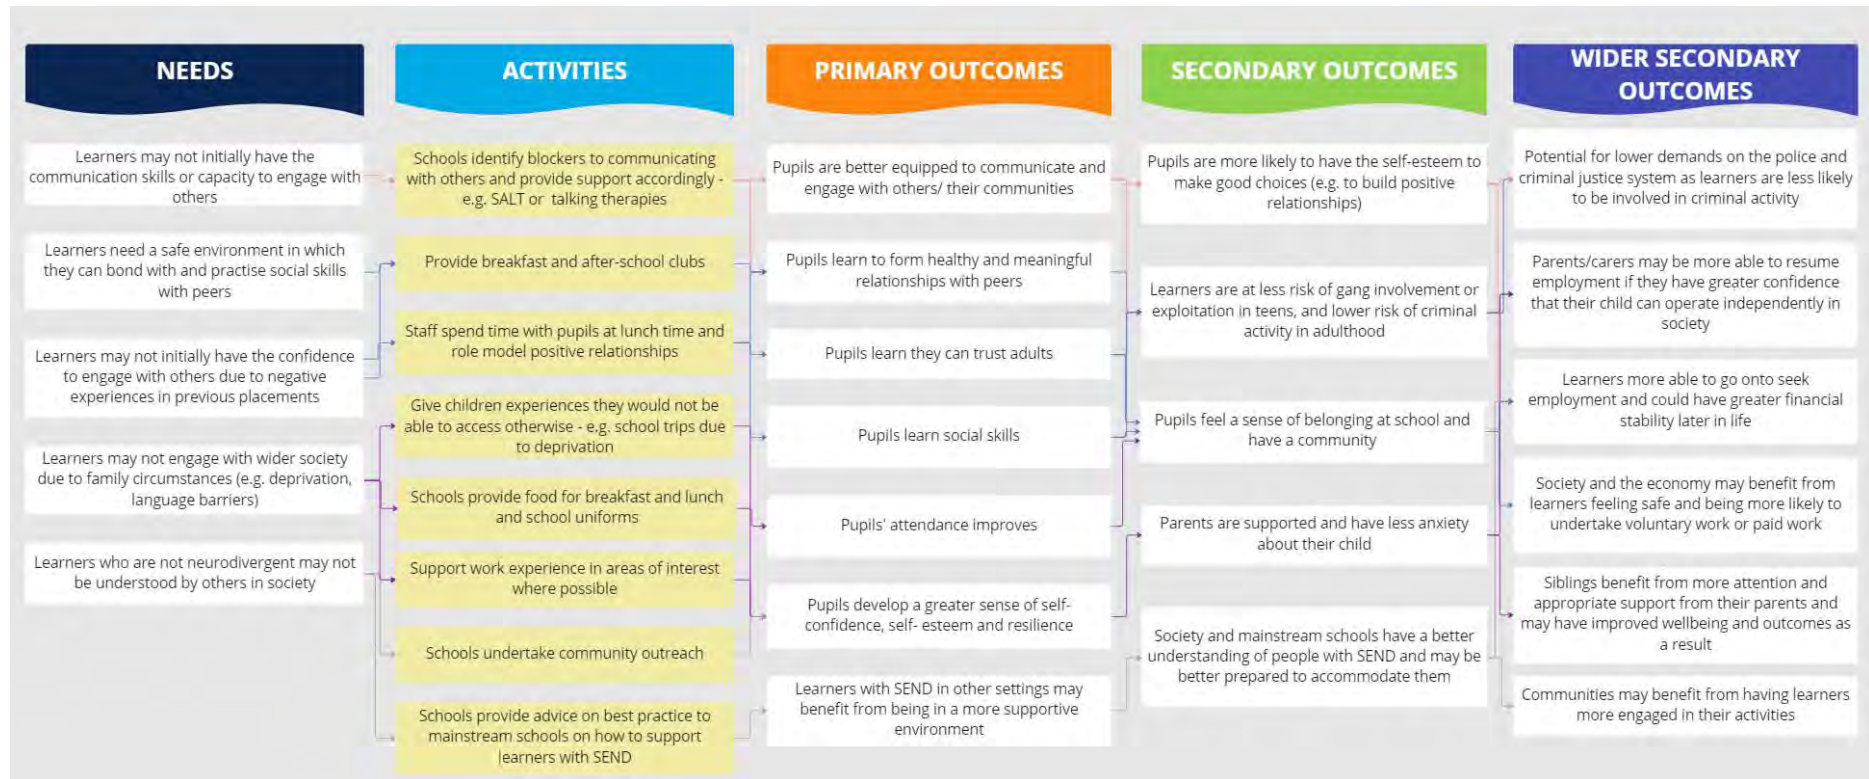 NEEDS
Learners may not initially have the
communication skills or capacity to engage with
others
Learners need a safe environment in which
they can bond with and practise social skills
with peers
Learners may not initially have the confidence
to engage with others due to negative
experiences in previous placements
Learners may not engage with wider society
due to family circumstances (e.g. deprivation,
language barriers)
Learners who are not neurodivergent may not
be understood by others in society
ACTIVITIES
Schools identify blockers to communicating
with others and provide support accordingly -
e.g. SALT or talking therapies
Provide breakfast and after-school clubs
Staff spend time with pupils at lunch time and
role model positive relationships
Give children experiences they would not be
able to access otherwise - e.g. school trips due
to deprivation
Schools provide food for breakfast and lunch
and school uniforms
Support work experience in areas of interest
where possible
Schools undertake community outreach
Schools provide advice on best practice to
mainstream schools on how to support
learners with SEND
PRIMARY OUTCOMES
Pupils are better equipped to communicate and
engage with others/ their communities
Pupils learn to form healthy and meaningful
relationships with peers
Pupils learn they can trust adults
Pupils learn social skills
Pupils' attendance improves
Pupils develop a greater sense of self-
confidence, self- esteem and resilience
Learners with SEND in other settings may
benefit from being in a more supportive
environment
SECONDARY OUTCOMES
Pupils are more likely to have the self-esteem to
make good choices (e.g. to build positive
relationships)
Learners are at less risk of gang involvement or
exploitation in teens, and lower risk of criminal
activity in adulthood
Pupils feel a sense of belonging at school and
have a community
Parents are supported and have less anxiety
about their child
Society and mainstream schools have a better
understanding of people with SEND and may be
better prepared to accommodate them
WIDER SECONDARY
OUTCOMES
Potential for lower demands on the police and
criminal justice system as learners are less likely
to be involved in criminal activity
Parents/carers may be more able to resume
employment if they have greater confidence
that their child can operate independently in
society
Learners more able to go onto seek
employment and could have greater financial
stability later in life
Society and the economy may benefit from
learners feeling safe and being more likely to
undertake voluntary work or paid work
Siblings benefit from more attention and
appropriate support from their parents and
may have improved wellbeing and outcomes as
a result
Communities may benefit from having learners
more engaged in their activities